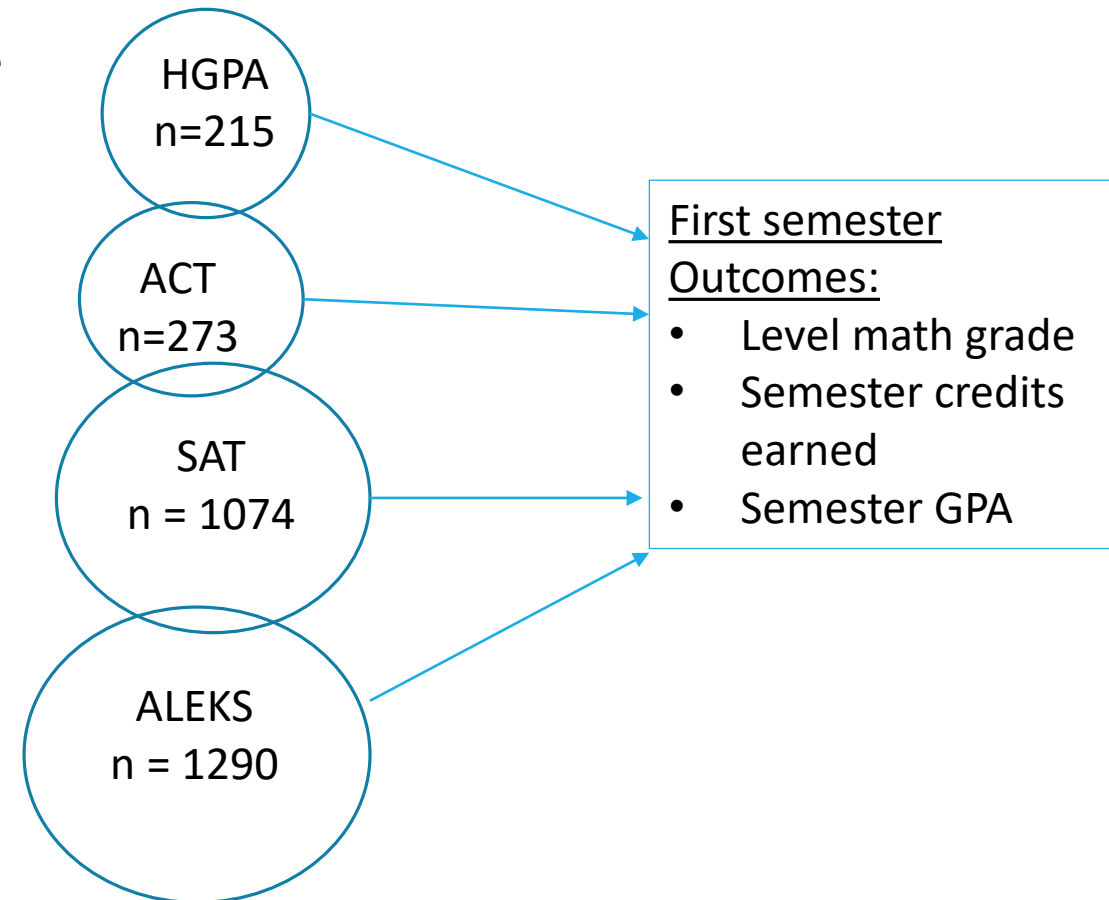 HGPA
n=215
ACT
n=273
SAT
n = 1074
ALEKS
n = 1290
First semester
Outcomes:
• Level math grade
• Semester credits
earned
• Semester GPA